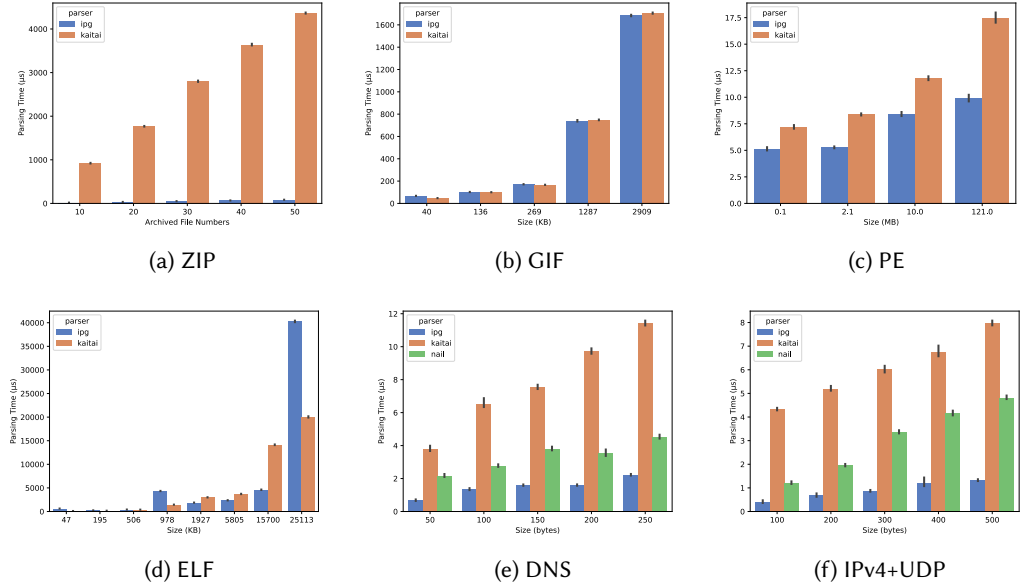 parser
ipg
kaitai
Parsing Time (μs)
4000
3000
2000
1000
0
10 20 30 40 50
Archived File Numbers
(a) ZIP
parser
ipg
kaitai
Parsing Time (μs)
1600
1400
1200
1000
800
600
400
200
0
40 136 269 1287 2909
Size (KB)
(b) GIF
parser
ipg
kaitai
Parsing Time (μs)
17.5
15.0
12.5
10.0
7.5
5.0
2.5
0.0
0.1 2.1 10.0 121.0
Size (MB)
(c) PE
parser
ipg
kaitai
Parsing Time (μs)
40000
35000
30000
25000
20000
15000
10000
5000
0
47 195 506 978 1927 5805 15700 25113
Size (KB)
(d) ELF
parser
ipg
kaitai
nail
Parsing Time (μs)
12
10
8
6
4
2
0
50 100 150 200 250
Size (bytes)
(e) DNS
parser
ipg
kaitai
nail
Parsing Time (μs)
8
7
6
5
4
3
2
1
0
100 200 300 400 500
Size (bytes)
(f) IPv4+UDP